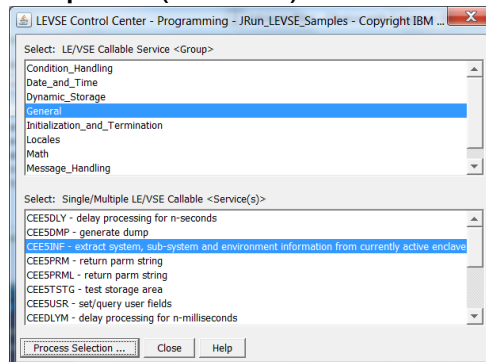 LEVSE Control Center - Programming - JRun_LEVSE_Samples - Copyright IBM ...
Select: LE/VSE Callable Service <Group>
Condition_Handling
Date_and_Time
Dynamic_Storage
General
Initialization_and_Termination
Locales
Math
Message_Handling
Select: Single/Multiple LE/VSE Callable <Service(s)>
CEE5DLY - delay processing for n-seconds
CEE5DMP - generate dump
CEE5INF - extract system, sub-system and environment information from currently active enclave
CEE5PRM - return parm string
CEE5PRML - return parm string
CEE5TSTG - test storage area
CEE5USR - set/query user fields
CEEDLYM - delay processing for n-milliseconds
Process Selection ... Close Help